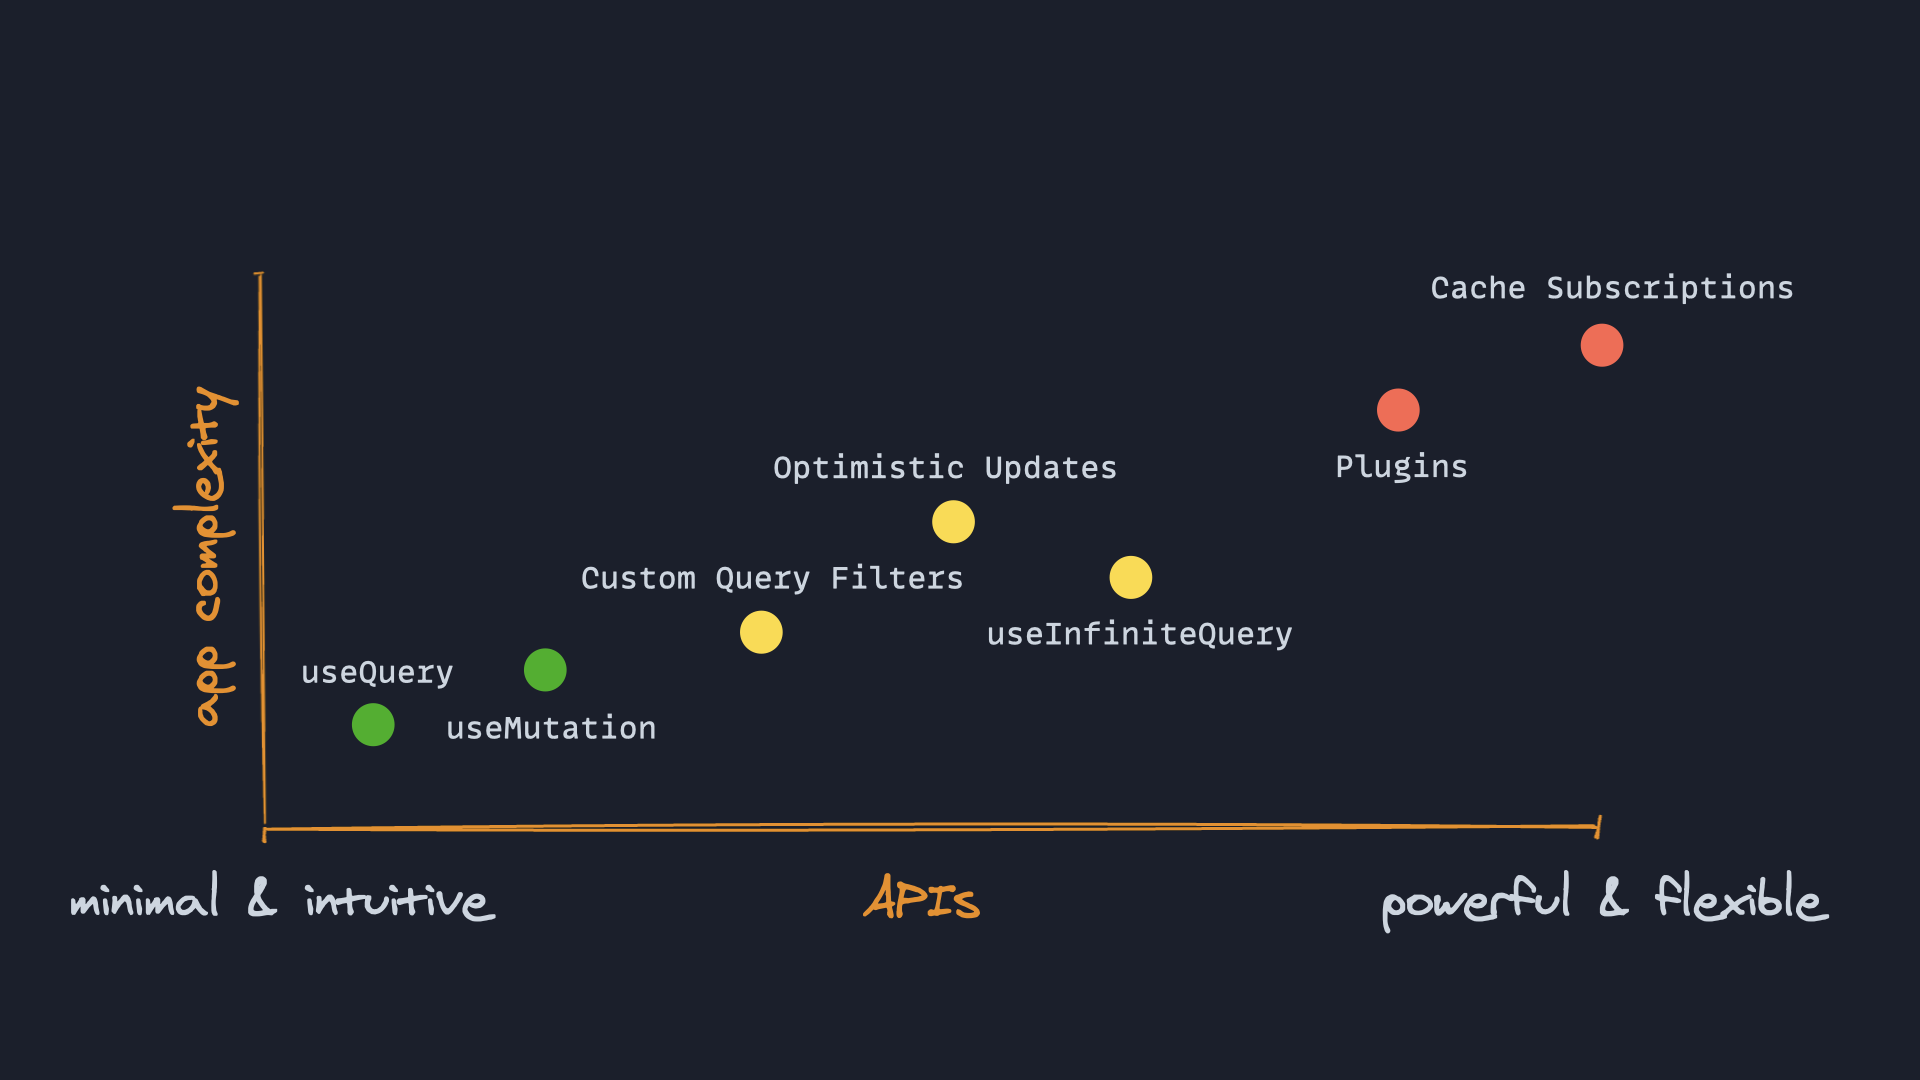 Cache Subscriptions
Plugins
Optimistic Updates
Custom Query Filters
useInfiniteQuery
useQuery
useMutation
app complexity
minimal & intuitive
APIs
powerful & flexible